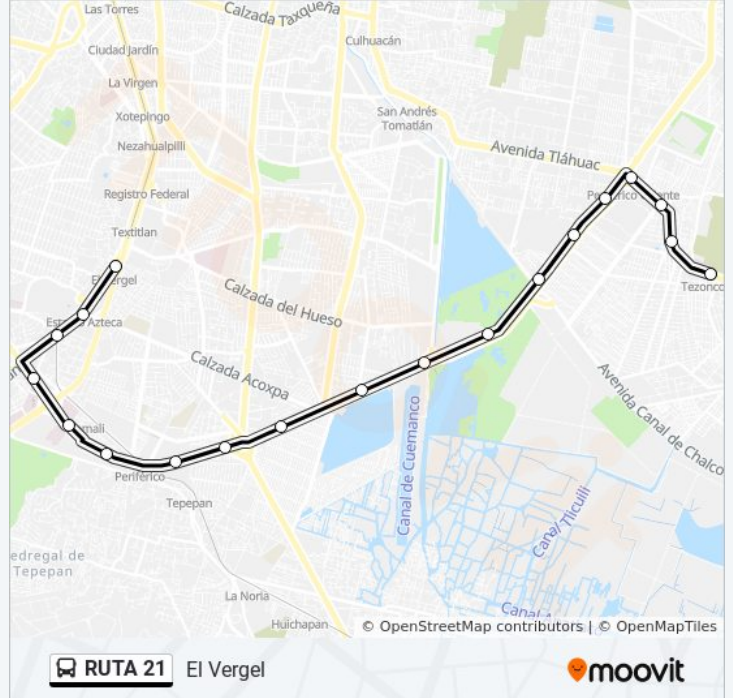 Las Torres
Calzada Taxqueña
Ciudad Jardín
Culhuacán
La Virgen
Xotepingo
San Andrés
Tomatlán
Nezahualpilli
Avenida Tláhuac
Registro Federal
Textitlan
Calzada del Hueso
Tezonco
Calzada Acoxpa
Avenida Canal de Chalco
Canal de Cuemanco
Periférico
Tepepan
Canal Tlicuili
edregal de
Tepepan
La Noria
Huichapan
© OpenStreetMap contributors | © OpenMapTiles
RUTA 21
El Vergel
moovit